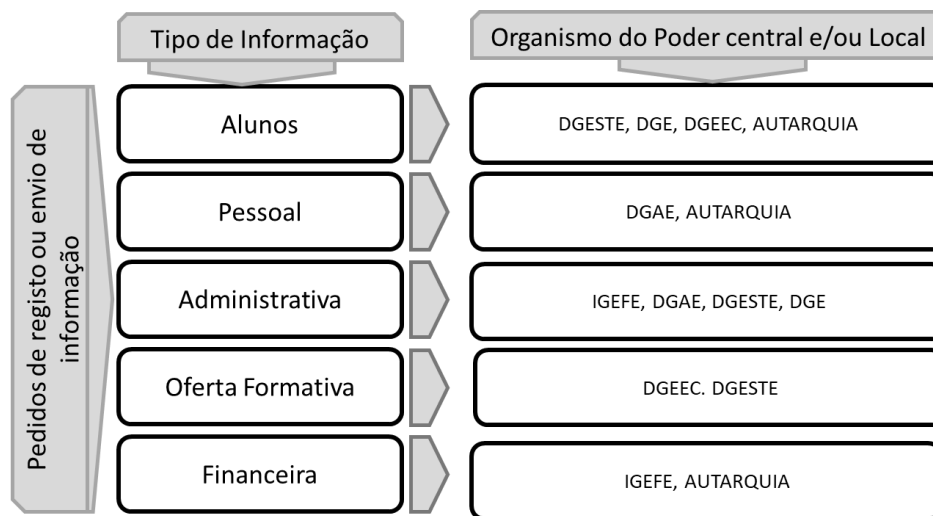 Tipo de Informação
Organismo do Poder central e/ou Local
Pedidos de registo ou envio de
informação
Alunos
DGESTE, DGE, DGEEC, AUTARQUIA
Pessoal
DGAE, AUTARQUIA
Administrativa
IGEFE, DGAE, DGESTE, DGE
Oferta Formativa
DGEEC. DGESTE
Financeira
IGEFE, AUTARQUIA